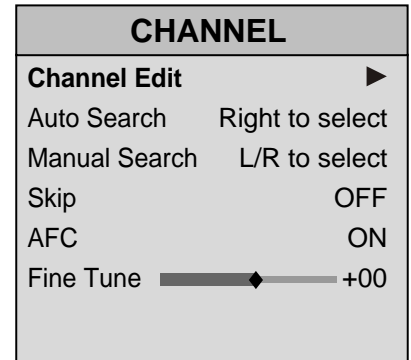 CHANNEL
Channel Edit
Auto Search Right to select
Manual Search L/R to select
Skip OFF
AFC ON
Fine Tune +00